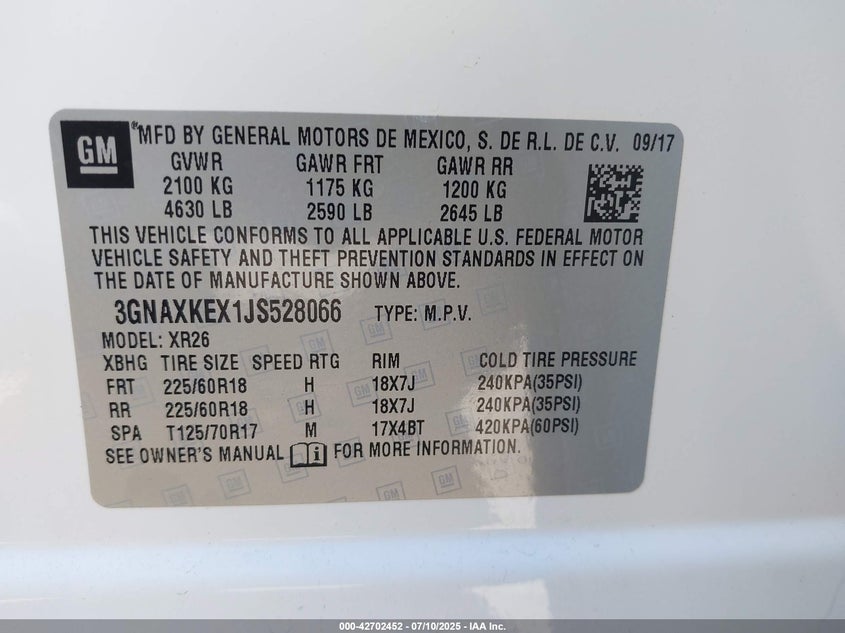 GM
®MFD BY GENERAL MOTORS DE MEXICO, S. DE R.L. DE C.V. 09/17
GVWR GAWR FRT GAWR RR
2100 KG 1175 KG 1200 KG
4630 LB 2590 LB 2645 LB
THIS VEHICLE CONFORMS TO ALL APPLICABLE U.S. FEDERAL MOTOR
VEHICLE SAFETY AND THEFT PREVENTION STANDARDS IN EFFECT ON
THE DATE OF MANUFACTURE SHOWN ABOVE.
3GNAXKEX1JS528066 TYPE: M.P.V.
MODEL: XR26
XBHG TIRE SIZE SPEED RTG RIM COLD TIRE PRESSURE
FRT 225/60R18 H 18X7J 240KPA(35PSI)
RR 225/60R18 H 18X7J 240KPA(35PSI)
SPA T125/70R17 M 17X4BT 420KPA(60PSI)
SEE OWNER'S MANUAL i FOR MORE INFORMATION.
000-42702452 - 07/10/2025 - IAA Inc.